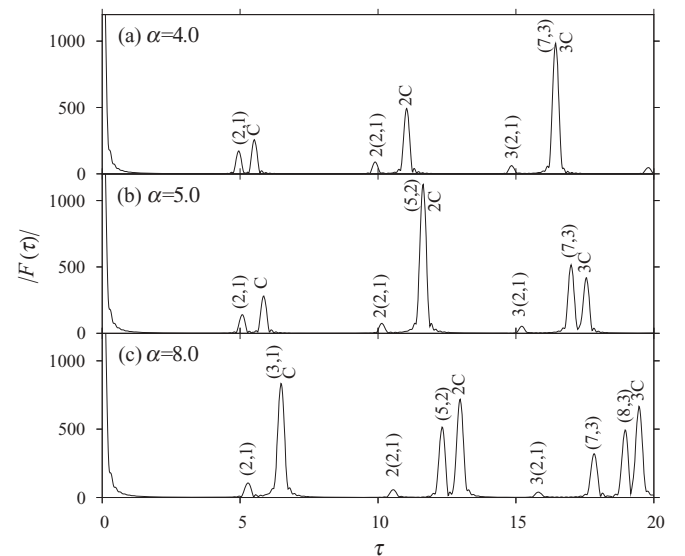 |F(τ)|
(a) α=4.0
1000
500
0
(2,1)
C
2(2,1)
2C
3(2,1)
(7,3)
3C
(b) α=5.0
1000
500
0
(2,1)
C
2(2,1)
(5,2)
2C
3(2,1)
(7,3)
3C
(c) α=8.0
1000
500
0
(2,1)
(3,1)
C
2(2,1)
(5,2)
2C
3(2,1)
(7,3)
(8,3)
3C
0 5 10 15 20
τ